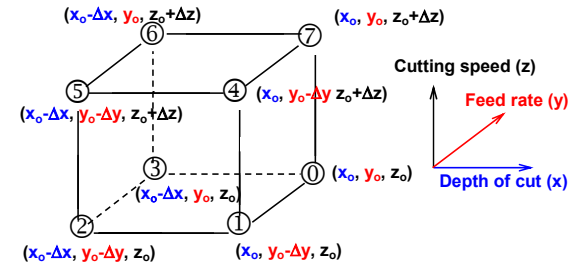 (xₒ-Δx, yₒ, zₒ+Δz)
6
7
(xₒ, yₒ, zₒ+Δz)
Cutting speed (z)
5
4
(xₒ, yₒ-Δy zₒ+Δz)
Feed rate (y)
(xₒ-Δx, yₒ-Δy, zₒ+Δz)
3
0
(xₒ, yₒ, zₒ)
Depth of cut (x)
(xₒ-Δx, yₒ, zₒ)
2
1
(xₒ-Δx, yₒ-Δy, zₒ)
(xₒ, yₒ-Δy, zₒ)